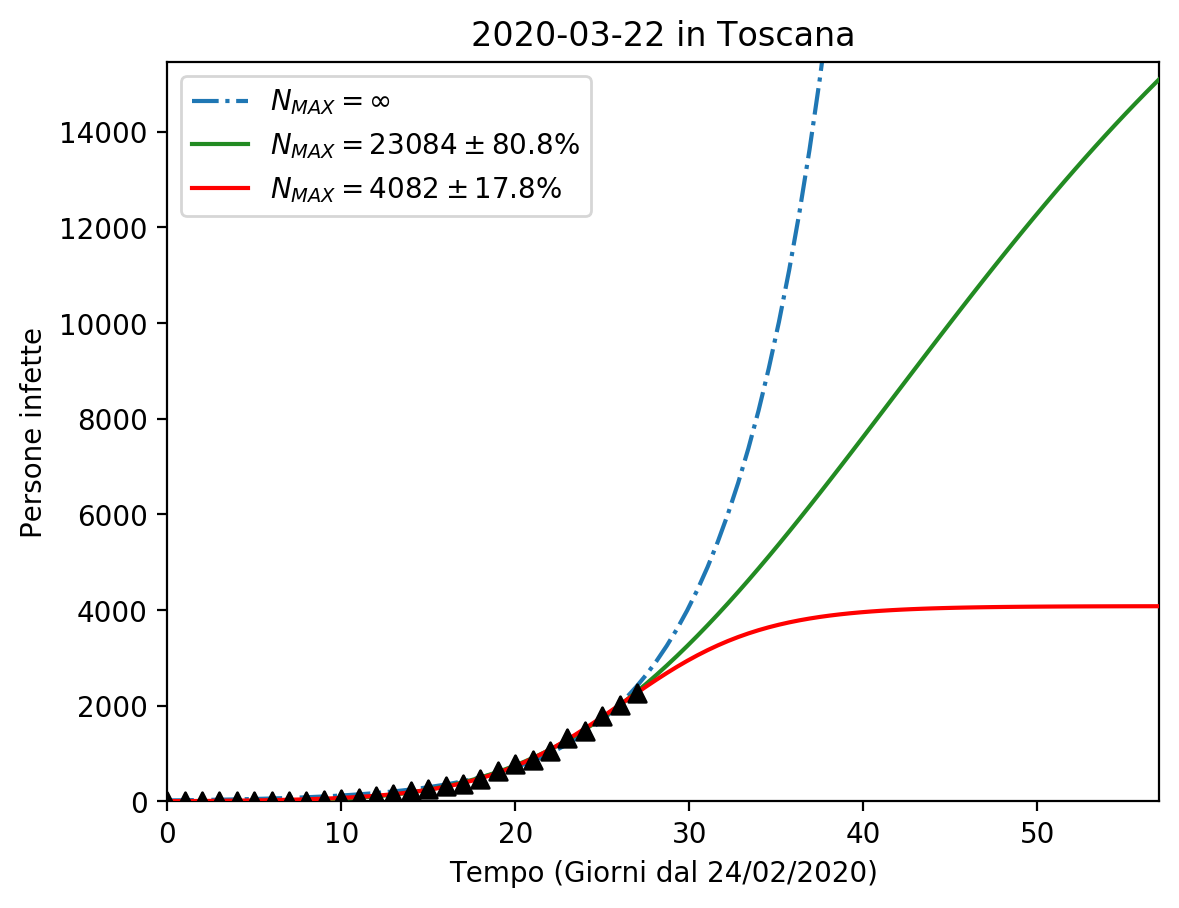 2020-03-22 in Toscana
N_MAX = ∞
N_MAX = 23084 ± 80.8%
N_MAX = 4082 ± 17.8%
Persone infette
14000
12000
10000
8000
6000
4000
2000
0
0 10 20 30 40 50
Tempo (Giorni dal 24/02/2020)